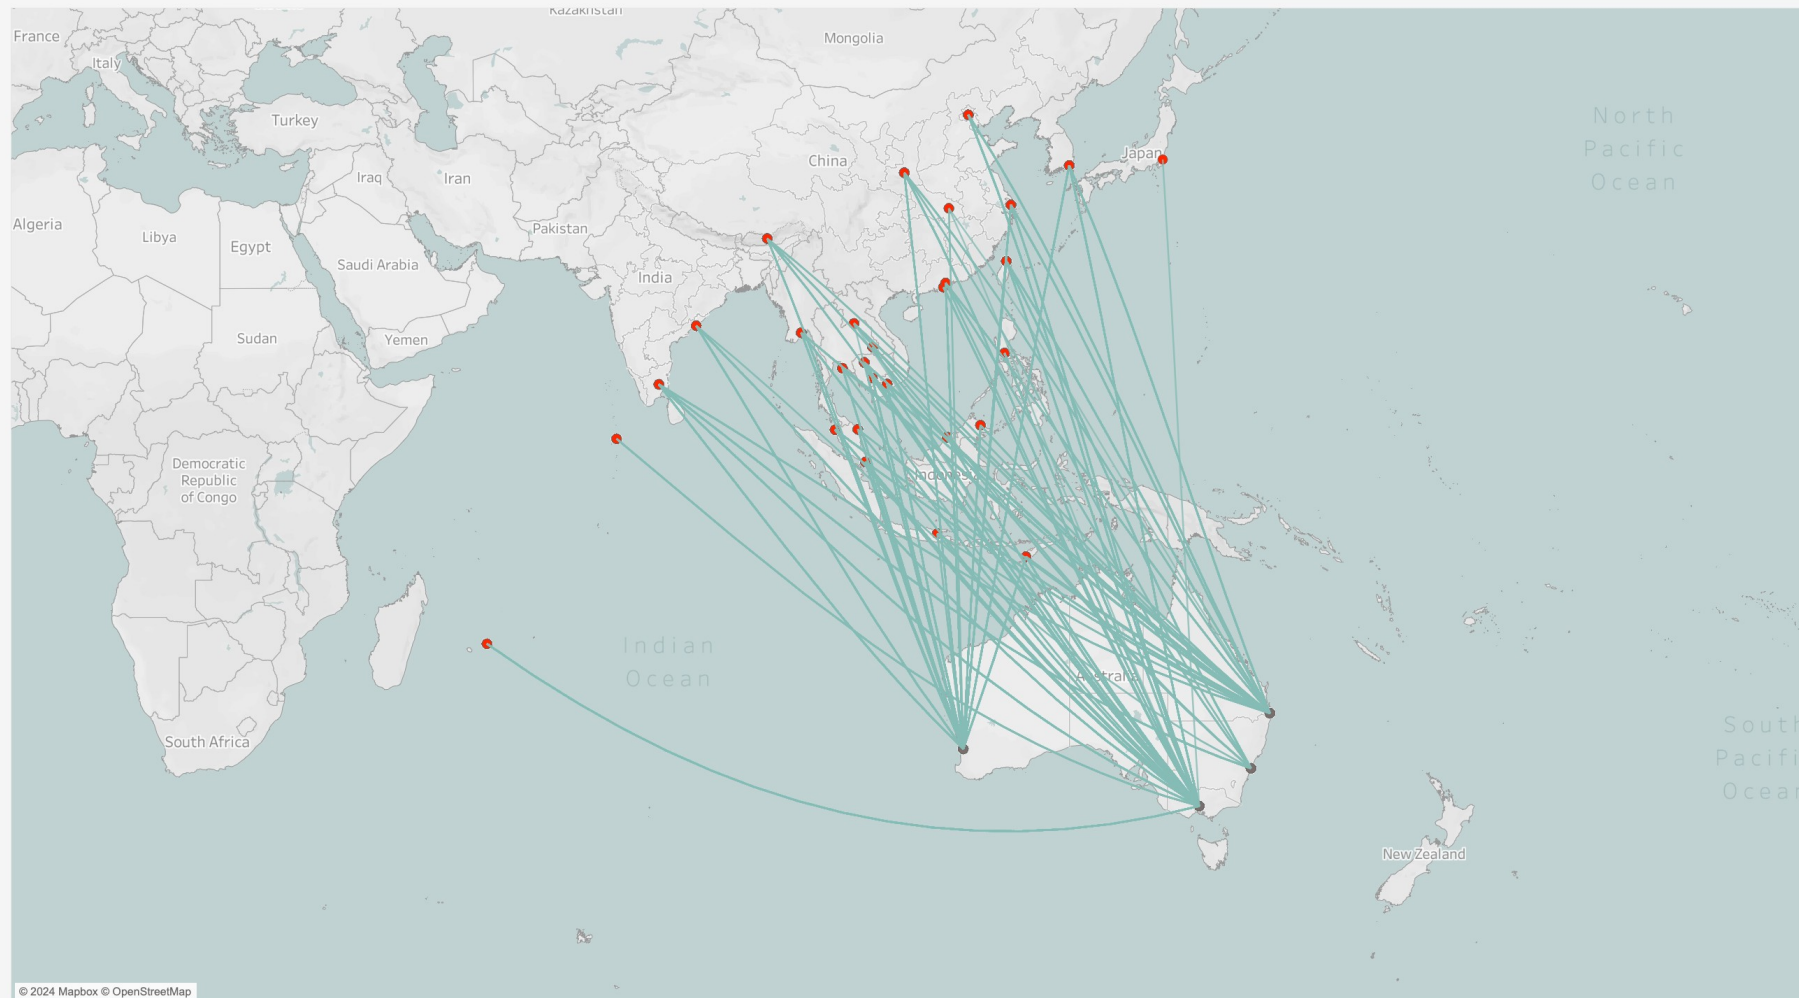 Kazakhstan
France
Mongolia
Italy
North
Pacific
Ocean
Turkey
China
Japan
Iraq
Iran
Algeria
Libya
Egypt
Pakistan
Saudi Arabia
India
Sudan
Yemen
Democratic
Republic
of Congo
Indonesia
Indian
Ocean
Australia
South Africa
South
Pacifi
Ocean
New Zealand
© 2024 Mapbox © OpenStreetMap